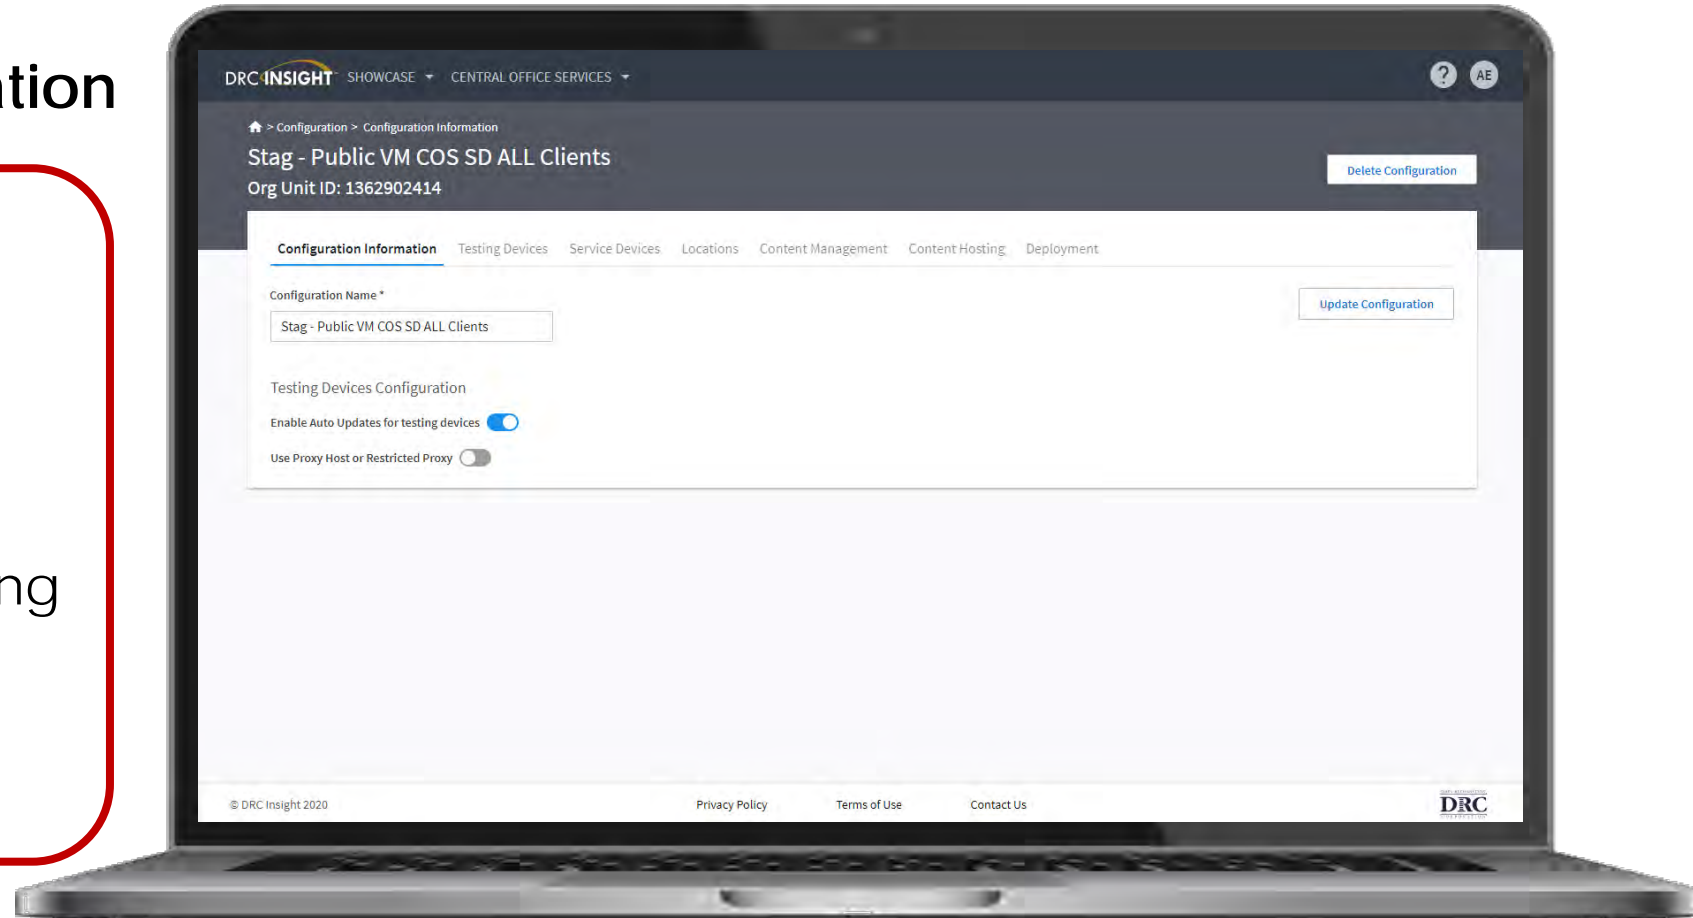 ation
ng
DRC INSIGHT SHOWCASE CENTRAL OFFICE SERVICES ? AE
> Configuration > Configuration Information
Stag - Public VM COS SD ALL Clients
Org Unit ID: 1362902414
Delete Configuration
Configuration Information Testing Devices Service Devices Locations Content Management Content Hosting Deployment
Configuration Name *
Update Configuration
Stag - Public VM COS SD ALL Clients
Testing Devices Configuration
Enable Auto Updates for testing devices
Use Proxy Host or Restricted Proxy
© DRC Insight 2020 Privacy Policy Terms of Use Contact Us
DRC